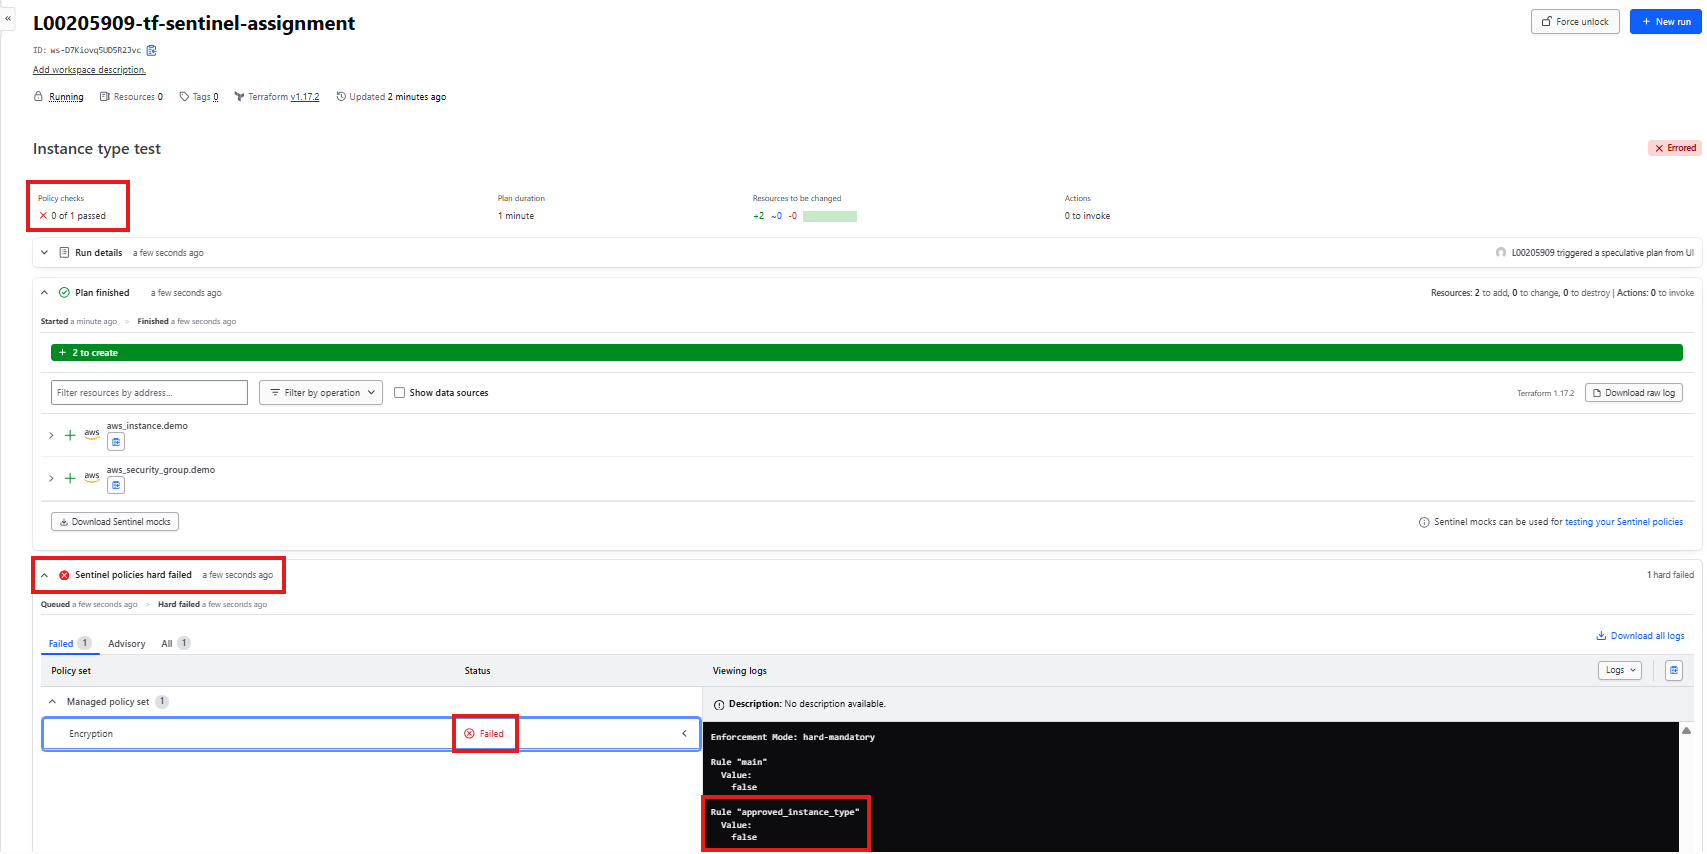 «
L00205909-tf-sentinel-assignment
Force unlock
+ New run
ID: ws-D7Kiovq5UD5R2Jvc
Add workspace description.
Running Resources 0 Tags 0 Terraform v1.17.2 Updated 2 minutes ago
Instance type test
Errored
Policy checks Plan duration Resources to be changed Actions
0 of 1 passed 1 minute +2 ~0 -0 0 to invoke
Run details a few seconds ago L00205909 triggered a speculative plan from UI
Plan finished a few seconds ago Resources: 2 to add, 0 to change, 0 to destroy | Actions: 0 to invoke
Started a minute ago > Finished a few seconds ago
+ 2 to create
Filter resources by address... Filter by operation Show data sources Terraform 1.17.2 Download raw log
aws aws_instance.demo
aws aws_security_group.demo
Download Sentinel mocks Sentinel mocks can be used for testing your Sentinel policies
Sentinel policies hard failed a few seconds ago 1 hard failed
Queued a few seconds ago > Hard failed a few seconds ago
Failed 1 Advisory All 1 Download all logs
Policy set Status Viewing logs Logs
Managed policy set 1 Description: No description available.
Encryption Failed
Enforcement Mode: hard-mandatory
Rule "main"
Value:
false
Rule "approved_instance_type"
Value:
false